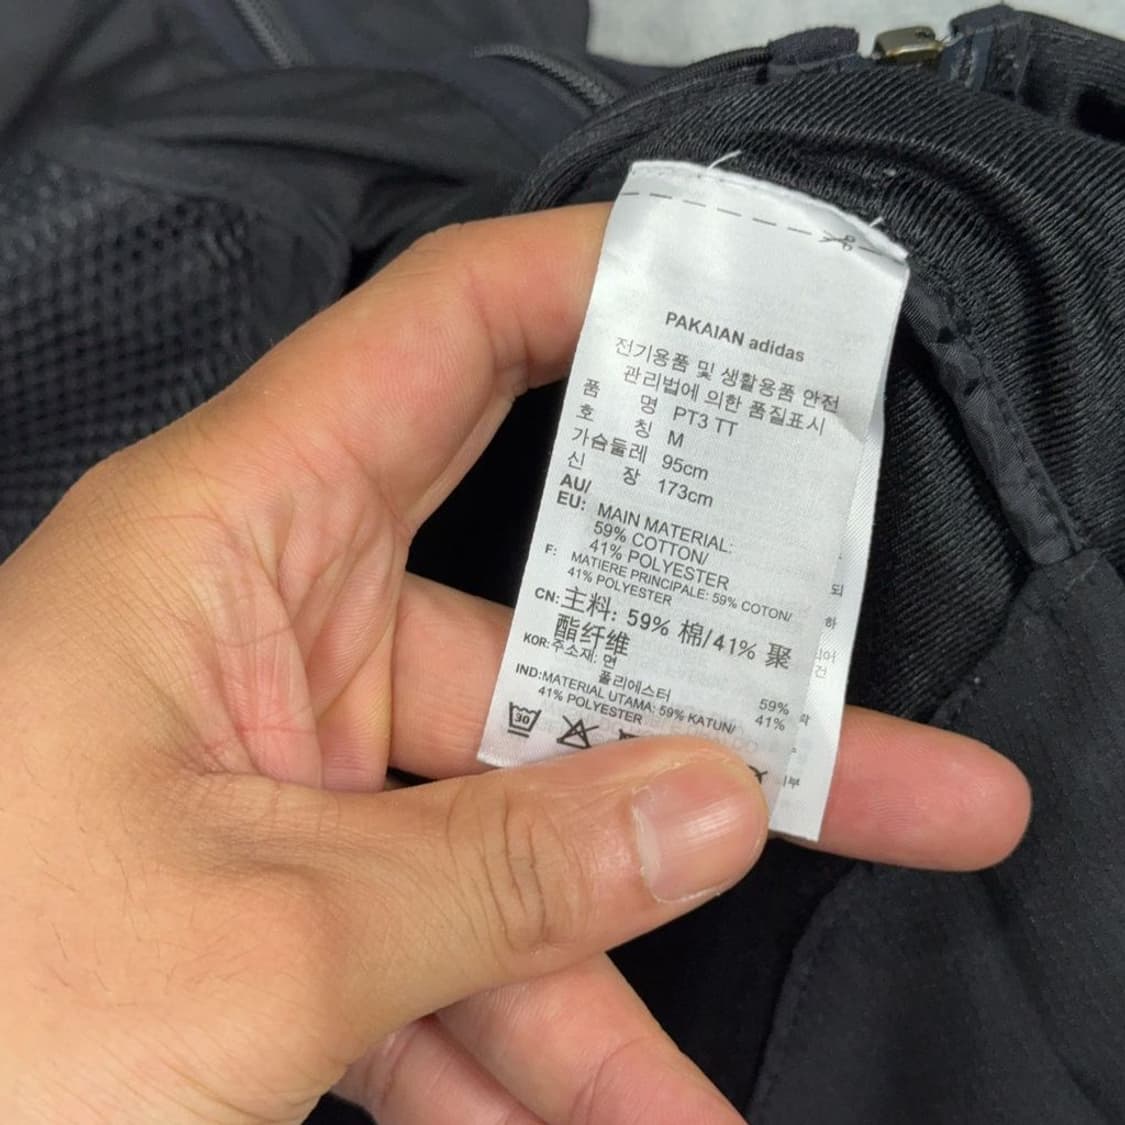 PAKAIAN adidas
전기용품 및 생활용품 안전
관리법에 의한 품질표시
품 명 PT3 TT
호 칭 M
가슴둘레 95cm
신 장 173cm
AU/
EU: MAIN MATERIAL:
59% COTTON/
41% POLYESTER
F: MATIERE PRINCIPALE: 59% COTON/
41% POLYESTER
CN: 主料: 59% 棉/41% 聚
酯纤维
KOR: 주소재: 면 59%
폴리에스터 41%
IND: MATERIAL UTAMA: 59% KATUN/
41% POLYESTER
30